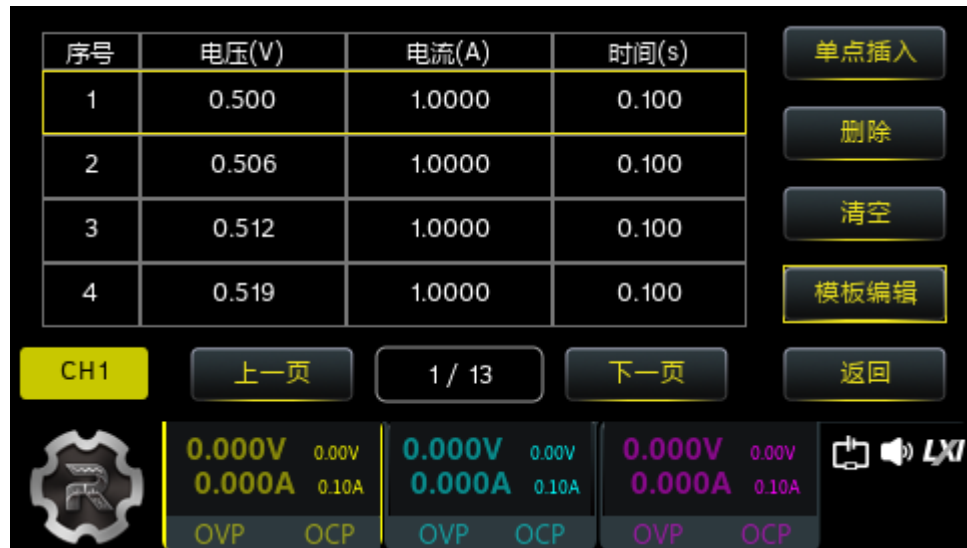 序号 电压(V) 电流(A) 时间(s) 单点插入
1 0.500 1.0000 0.100
删除
2 0.506 1.0000 0.100
3 0.512 1.0000 0.100 清空
4 0.519 1.0000 0.100 模板编辑
CH1 上一页 1 / 13 下一页 返回
0.000V 0.00V 0.000V 0.00V 0.000V 0.00V LXI
0.000A 0.10A 0.000A 0.10A 0.000A 0.10A
OVP OCP OVP OCP OVP OCP
R